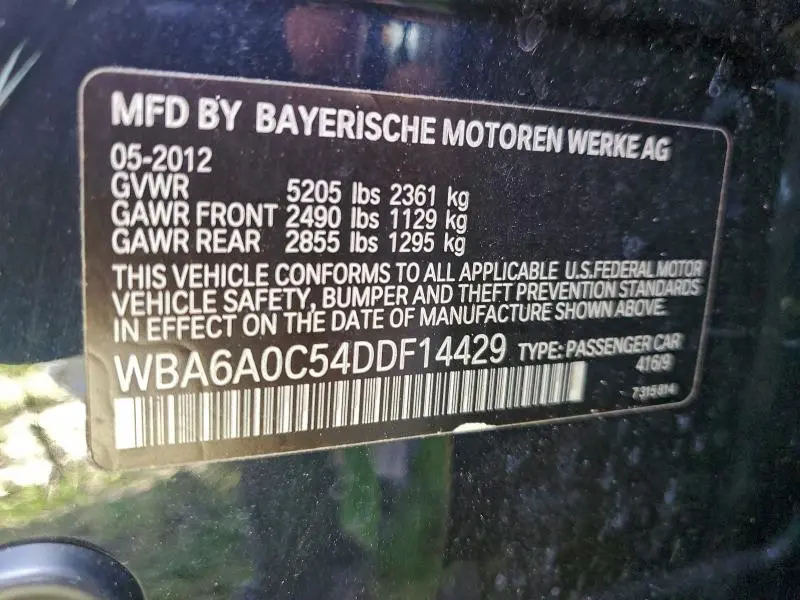 MFD BY BAYERISCHE MOTOREN WERKE AG
05-2012
GVWR 5205 lbs 2361 kg
GAWR FRONT 2490 lbs 1129 kg
GAWR REAR 2855 lbs 1295 kg
THIS VEHICLE CONFORMS TO ALL APPLICABLE U.S.FEDERAL MOTOR
VEHICLE SAFETY, BUMPER AND THEFT PREVENTION STANDARDS
IN EFFECT ON THE DATE OF MANUFACTURE SHOWN ABOVE.
WBA6A0C54DDF14429 TYPE: PASSENGER CAR
416/9
7315014